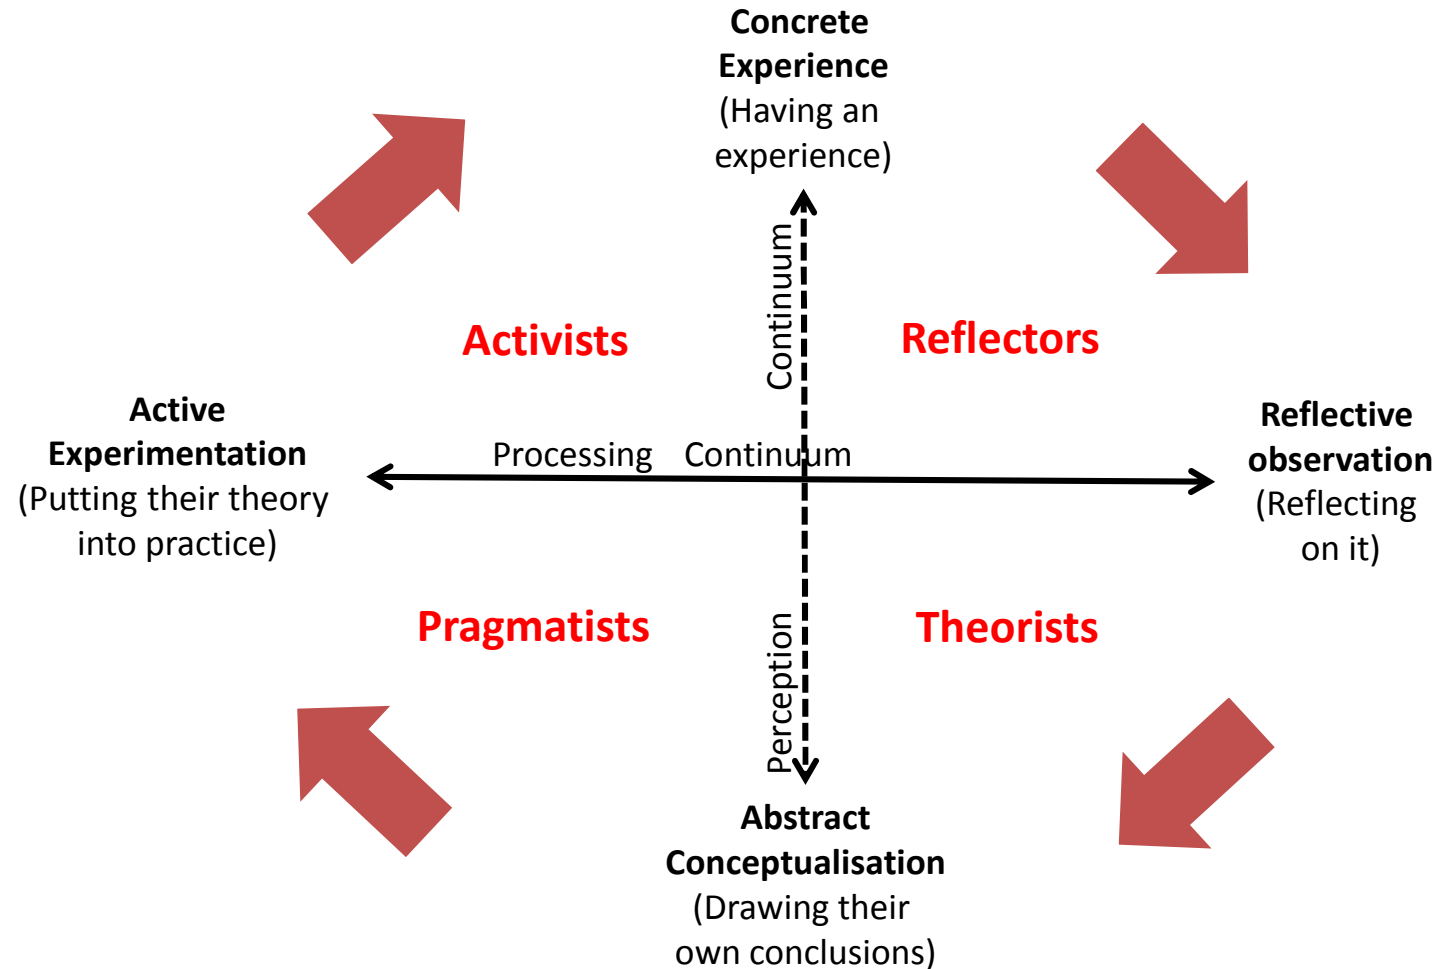 Concrete
Experience
(Having an
experience)
Continuum
Activists
Reflectors
Active
Experimentation
(Putting their theory
into practice)
Processing Continuum
Reflective
observation
(Reflecting
on it)
Pragmatists
Theorists
Perception
Abstract
Conceptualisation
(Drawing their
own conclusions)